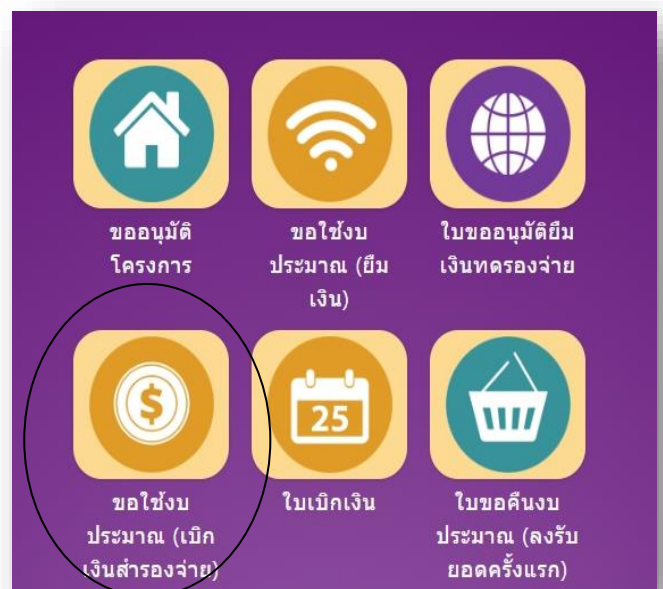 ขออนุมัติ
โครงการ
ขอใช้งบ
ประมาณ (ยืม
เงิน)
ใบขออนุมัติยืม
เงินทดรองจ่าย
$
25
ขอใช้งบ
ประมาณ (เบิก
เงินสำรองจ่าย)
ใบเบิกเงิน
ใบขอคืนงบ
ประมาณ (ลงรับ
ยอดครั้งแรก)